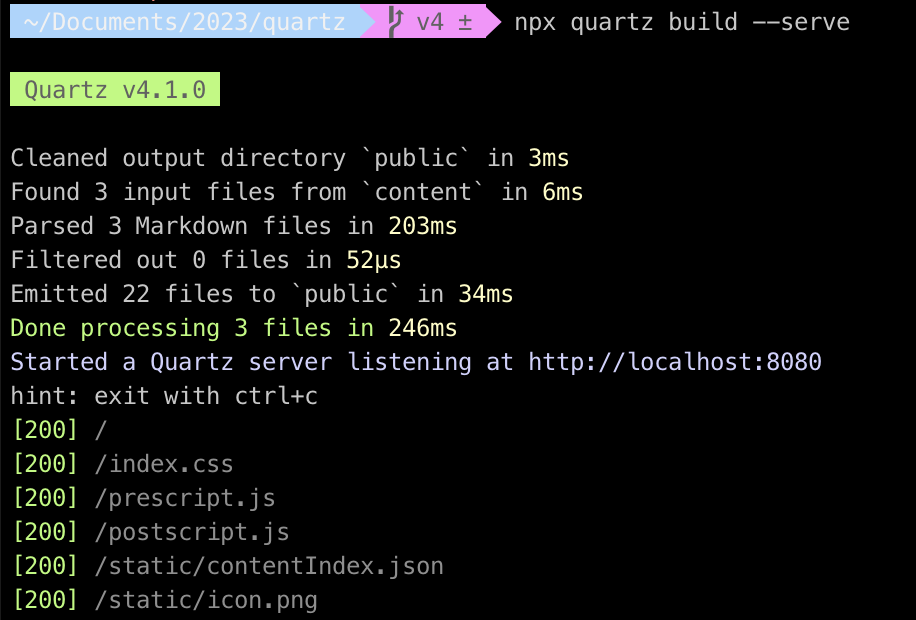 ~/Documents/2023/quartz v4 ± npx quartz build --serve
Quartz v4.1.0
Cleaned output directory `public` in 3ms
Found 3 input files from `content` in 6ms
Parsed 3 Markdown files in 203ms
Filtered out 0 files in 52μs
Emitted 22 files to `public` in 34ms
Done processing 3 files in 246ms
Started a Quartz server listening at http://localhost:8080
hint: exit with ctrl+c
[200] /
[200] /index.css
[200] /prescript.js
[200] /postscript.js
[200] /static/contentIndex.json
[200] /static/icon.png